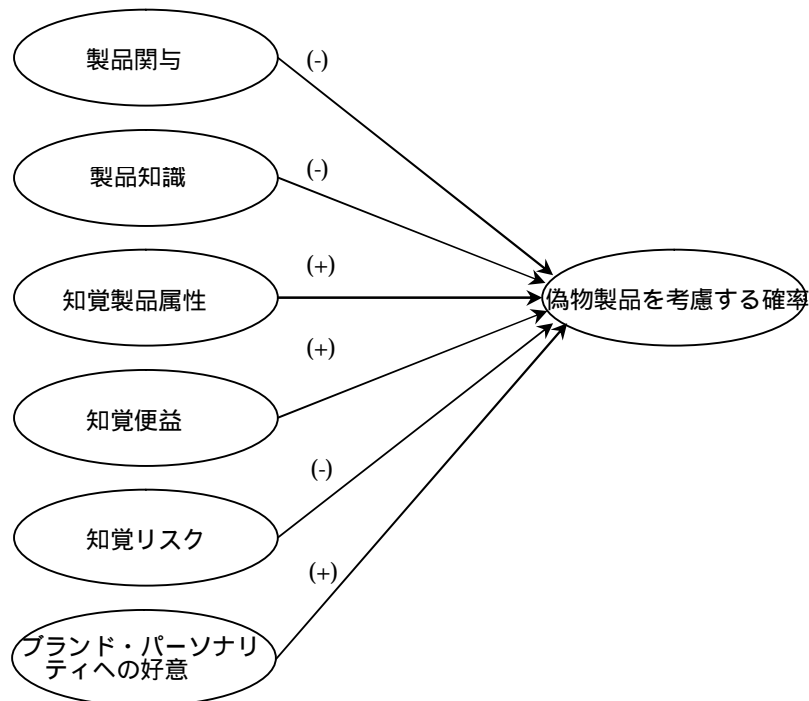 製品関与
(-)
製品知識
(-)
知覚製品属性
(+)
偽物製品を考慮する確率
知覚便益
(+)
知覚リスク
(-)
ブランド・パーソナリ
ティへの好意
(+)